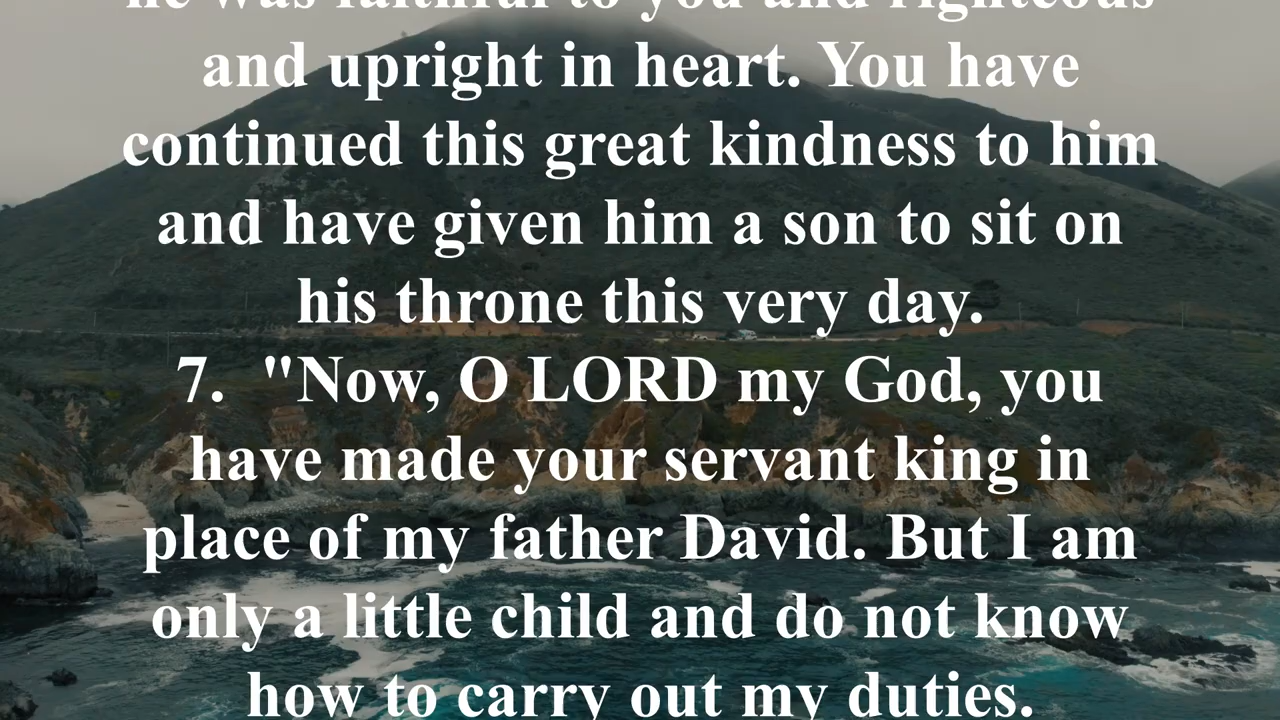 he was faithful to you and righteous
and upright in heart. You have
continued this great kindness to him
and have given him a son to sit on
his throne this very day.
7. "Now, O LORD my God, you
have made your servant king in
place of my father David. But I am
only a little child and do not know
how to carry out my duties.